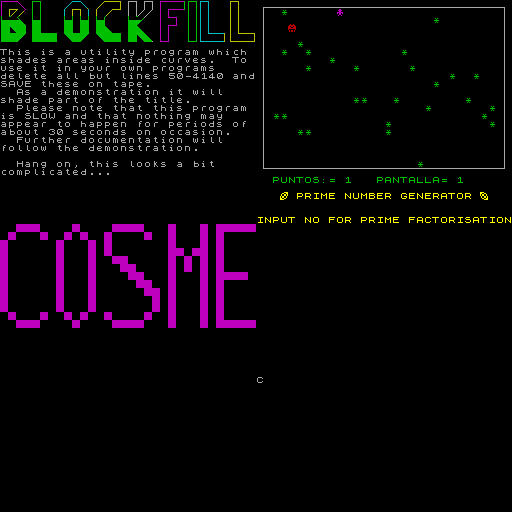 BLOCKFILL
This is a utility program which
shades areas inside curves.  To
use it in your own programs
delete all but lines 50-4140 and
SAVE these on tape.
  As a demonstration it will
shade part of the title.
  Please note that this program
is SLOW and that nothing may
appear to happen for periods of
about 30 seconds on occasion.
  Further documentation will
follow the demonstration.
  Hang on, this looks a bit
complicated...
PUNTOS:= 1   PANTALLA= 1
PRIME NUMBER GENERATOR
INPUT NO FOR PRIME FACTORISATION
COSME
C